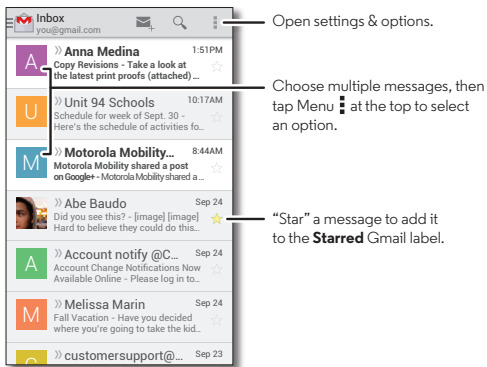 Inbox
you@gmail.com
Anna Medina 1:51PM
Copy Revisions - Take a look at
the latest print proofs (attached) ...
A
Unit 94 Schools 10:17AM
Schedule for week of Sept. 30 -
Here's the schedule of activities fo..
U
Motorola Mobility... 8:44AM
Motorola Mobility shared a post
on Google+ - Motorola Mobility shared a ...
M
Abe Baudo Sep 24
Did you see this? - [image] [image]
Hard to believe they could do this...
Account notify @C... Sep 24
Account Change Notifications Now
Available Online - Please log in to...
A
Melissa Marin Sep 24
Fall Vacation - Have you decided
where you're going to take the kid..
M
customersupport@... Sep 23
Open settings & options.
Choose multiple messages, then
tap Menu at the top to select
an option.
"Star" a message to add it
to the Starred Gmail label.